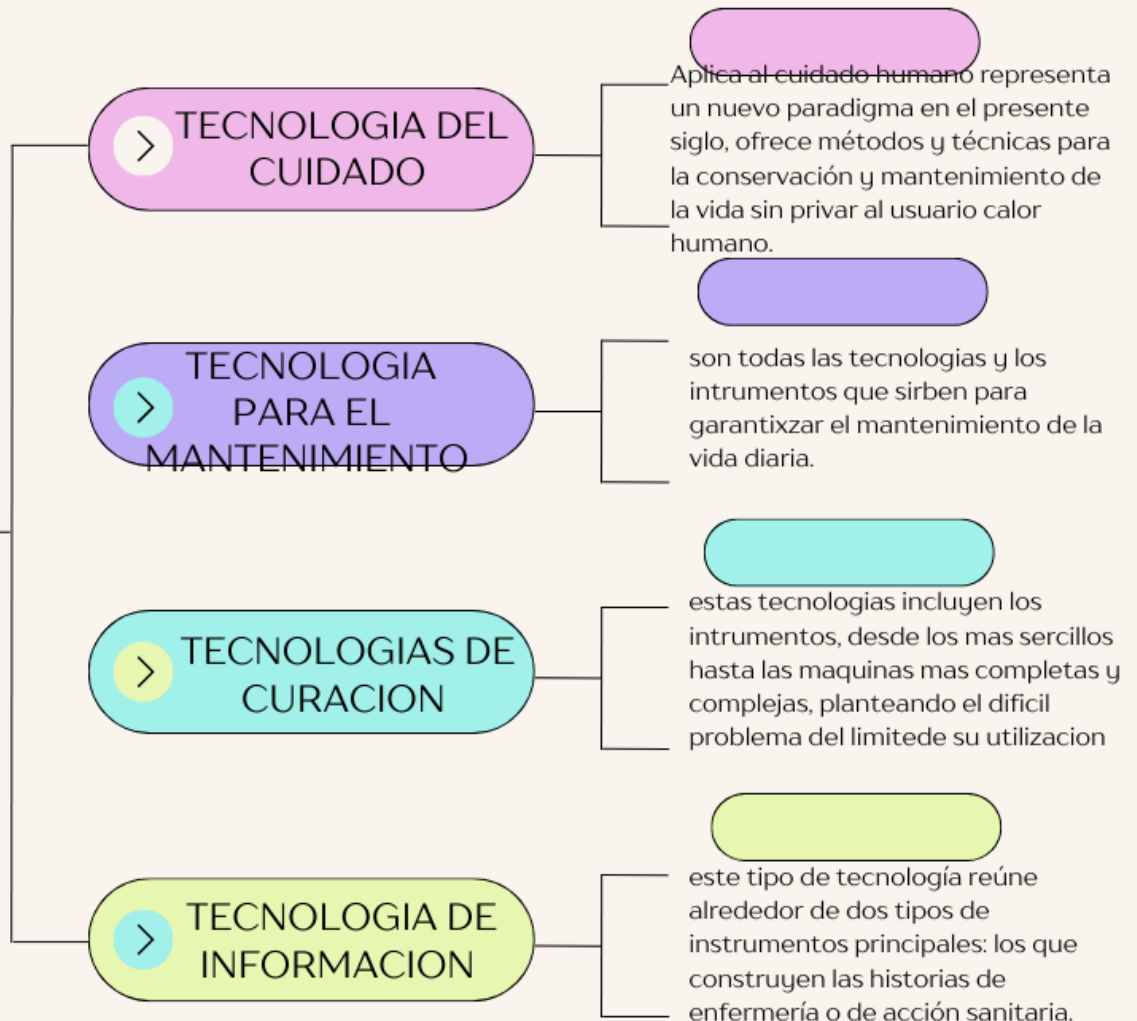 TECNOLOGIA DEL
CUIDADO
Aplica al cuidado humano representa
un nuevo paradigma en el presente
siglo, ofrece métodos y técnicas para
la conservación y mantenimiento de
la vida sin privar al usuario calor
humano.
TECNOLOGIA
PARA EL
MANTENIMIENTO
son todas las tecnologias y los
intrumentos que sirben para
garantixzar el mantenimiento de la
vida diaria.
TECNOLOGIAS DE
CURACION
estas tecnologias incluyen los
intrumentos, desde los mas sercillos
hasta las maquinas mas completas y
complejas, planteando el dificil
problema del limitede su utilizacion
TECNOLOGIA DE
INFORMACION
este tipo de tecnología reúne
alrededor de dos tipos de
instrumentos principales: los que
construyen las historias de
enfermería o de acción sanitaria.